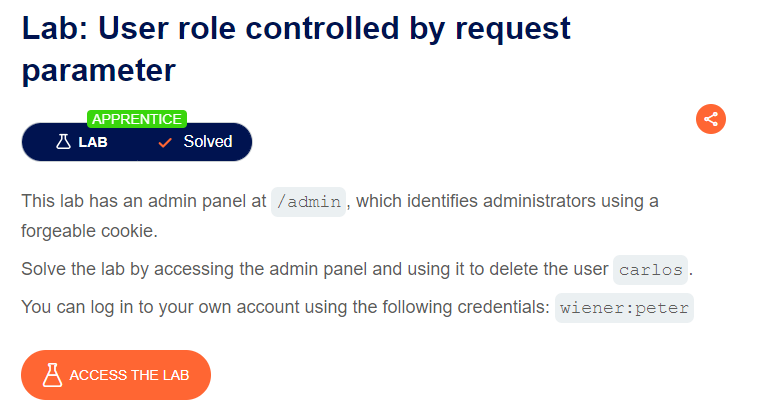 Lab: User role controlled by request
parameter
APPRENTICE
LAB Solved
This lab has an admin panel at /admin, which identifies administrators using a
forgeable cookie.
Solve the lab by accessing the admin panel and using it to delete the user carlos.
You can log in to your own account using the following credentials: wiener:peter
ACCESS THE LAB